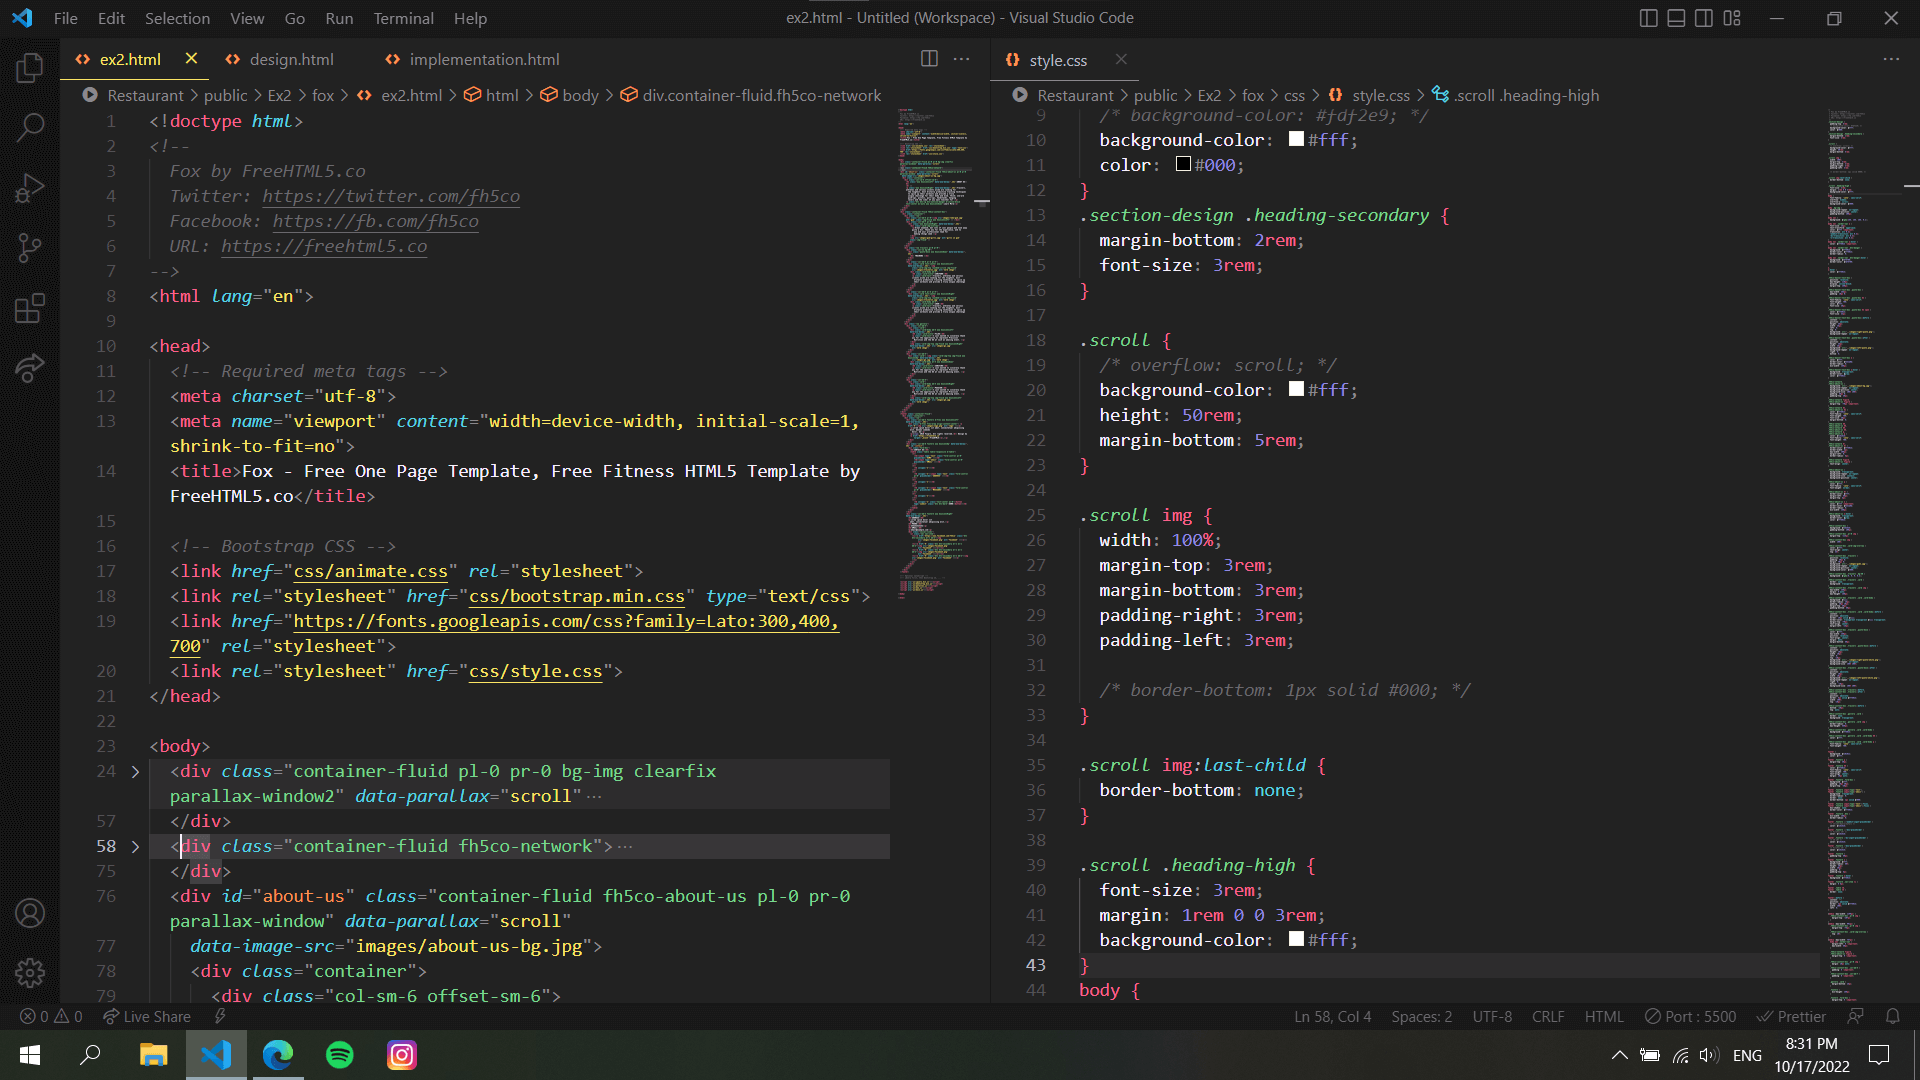 File Edit Selection View Go Run Terminal Help
ex2.html - Untitled (Workspace) - Visual Studio Code
ex2.html
design.html
implementation.html
Restaurant > public > Ex2 > fox > ex2.html > html > body > div.container-fluid.fh5co-network
1 <!doctype html>
2 <!--
3 Fox by FreeHTML5.co
4 Twitter: https://twitter.com/fh5co
5 Facebook: https://fb.com/fh5co
6 URL: https://freehtml5.co
7 -->
8 <html lang="en">
9
10 <head>
11 <!-- Required meta tags -->
12 <meta charset="utf-8">
13 <meta name="viewport" content="width=device-width, initial-scale=1,
shrink-to-fit=no">
14 <title>Fox - Free One Page Template, Free Fitness HTML5 Template by
FreeHTML5.co</title>
15
16 <!-- Bootstrap CSS -->
17 <link href="css/animate.css" rel="stylesheet">
18 <link rel="stylesheet" href="css/bootstrap.min.css" type="text/css">
19 <link href="https://fonts.googleapis.com/css?family=Lato:300,400,
700" rel="stylesheet">
20 <link rel="stylesheet" href="css/style.css">
21 </head>
22
23 <body>
24 <div class="container-fluid pl-0 pr-0 bg-img clearfix
parallax-window2" data-parallax="scroll"···
57 </div>
58 <div class="container-fluid fh5co-network">···
75 </div>
76 <div id="about-us" class="container-fluid fh5co-about-us pl-0 pr-0
parallax-window" data-parallax="scroll"
77 data-image-src="images/about-us-bg.jpg">
78 <div class="container">
79 <div class="col-sm-6 offset-sm-6">
style.css
Restaurant > public > Ex2 > fox > css > style.css > .scroll .heading-high
9 /* background-color: #fdf2e9; */
10 background-color: #fff;
11 color: #000;
12 }
13 .section-design .heading-secondary {
14 margin-bottom: 2rem;
15 font-size: 3rem;
16 }
17
18 .scroll {
19 /* overflow: scroll; */
20 background-color: #fff;
21 height: 50rem;
22 margin-bottom: 5rem;
23 }
24
25 .scroll img {
26 width: 100%;
27 margin-top: 3rem;
28 margin-bottom: 3rem;
29 padding-right: 3rem;
30 padding-left: 3rem;
31
32 /* border-bottom: 1px solid #000; */
33 }
34
35 .scroll img:last-child {
36 border-bottom: none;
37 }
38
39 .scroll .heading-high {
40 font-size: 3rem;
41 margin: 1rem 0 0 3rem;
42 background-color: #fff;
43 }
44 body {
0 0 Live Share
Ln 58, Col 4 Spaces: 2 UTF-8 CRLF HTML Port : 5500 Prettier
ENG
8:31 PM
10/17/2022